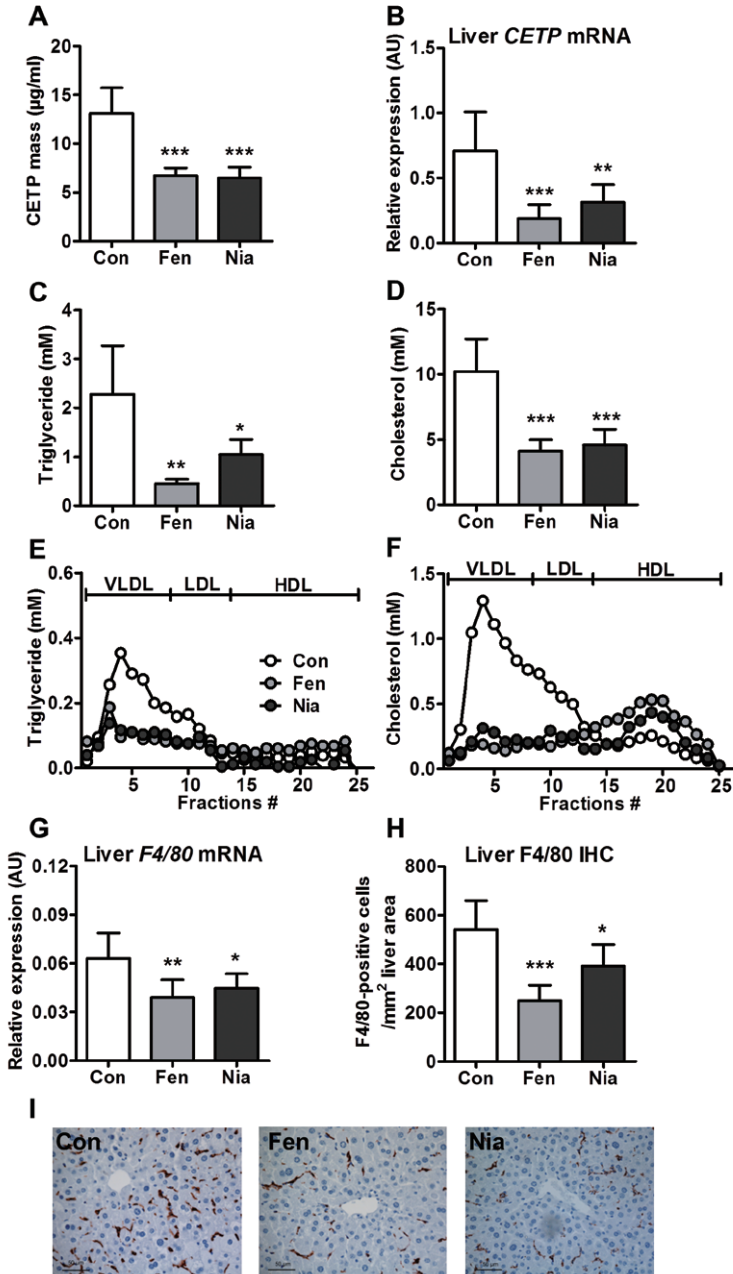 A
CETP mass (µg/ml)
20
15
10
5
0
***
***
Con Fen Nia
B
Liver CETP mRNA
Relative expression (AU)
1.5
1.0
0.5
0.0
***
**
Con Fen Nia
C
Triglyceride (mM)
4
3
2
1
0
**
*
Con Fen Nia
D
Cholesterol (mM)
15
10
5
0
***
***
Con Fen Nia
E
VLDL LDL HDL
Triglyceride (mM)
0.6
0.4
0.2
0.0
Con
Fen
Nia
5 10 15 20 25
Fractions #
F
VLDL LDL HDL
Cholesterol (mM)
1.5
1.0
0.5
0.0
5 10 15 20 25
Fractions #
G
Liver F4/80 mRNA
Relative expression (AU)
0.12
0.09
0.06
0.03
0.00
**
*
Con Fen Nia
H
Liver F4/80 IHC
F4/80-positive cells
/mm² liver area
800
600
400
200
0
***
*
Con Fen Nia
I
Con
Fen
Nia